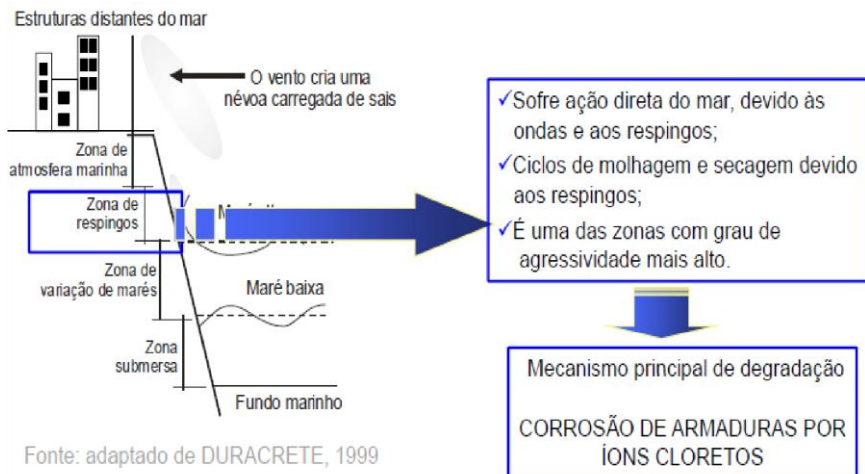 Estruturas distantes do mar
O vento cria uma
névoa carregada de sais
Zona de
atmosfera marinha
Zona de
respingos
Zona de
variação de marés
Maré baixa
Zona
submersa
Fundo marinho
Fonte: adaptado de DURACRETE, 1999
✓Sofre ação direta do mar, devido às
ondas e aos respingos;
✓Ciclos de molhagem e secagem devido
aos respingos;
✓É uma das zonas com grau de
agressividade mais alto.
Mecanismo principal de degradação
CORROSÃO DE ARMADURAS POR
ÍONS CLORETOS